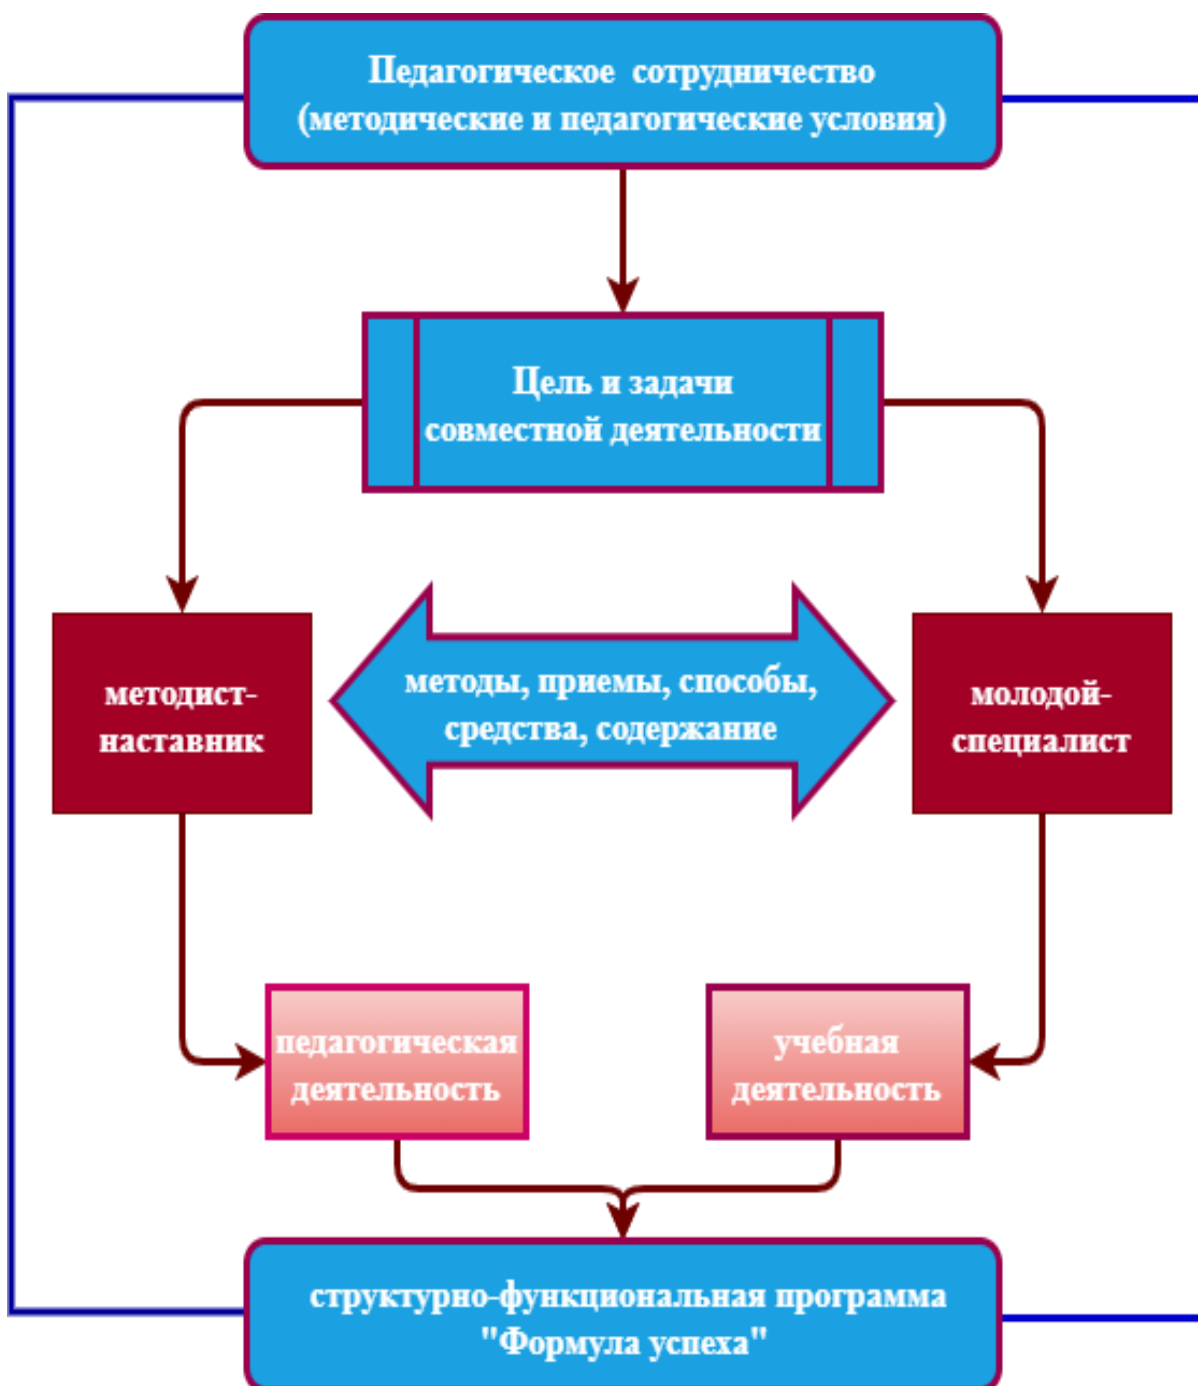 Педагогическое сотрудничество
(методические и педагогические условия)
Цель и задачи
совместной деятельности
методист-
наставник
методы, приемы, способы,
средства, содержание
молодой-
специалист
педагогическая
деятельность
учебная
деятельность
структурно-функциональная программа
"Формула успеха"